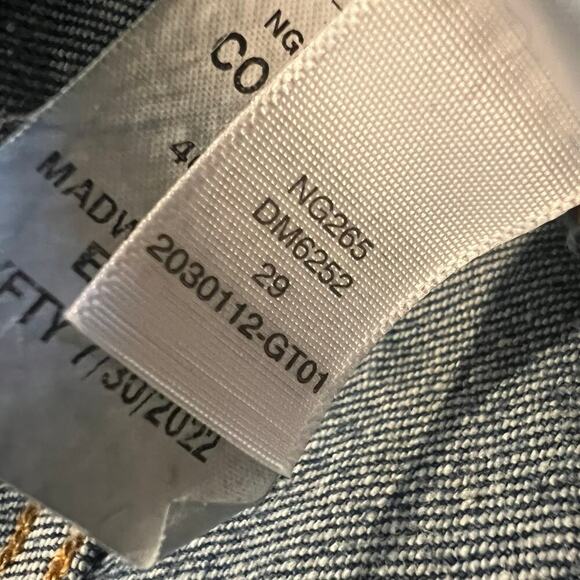 NG
CO
4
MADW
E
FTY 7/30/2022
NG265
DM6252
29
2030112-GT01